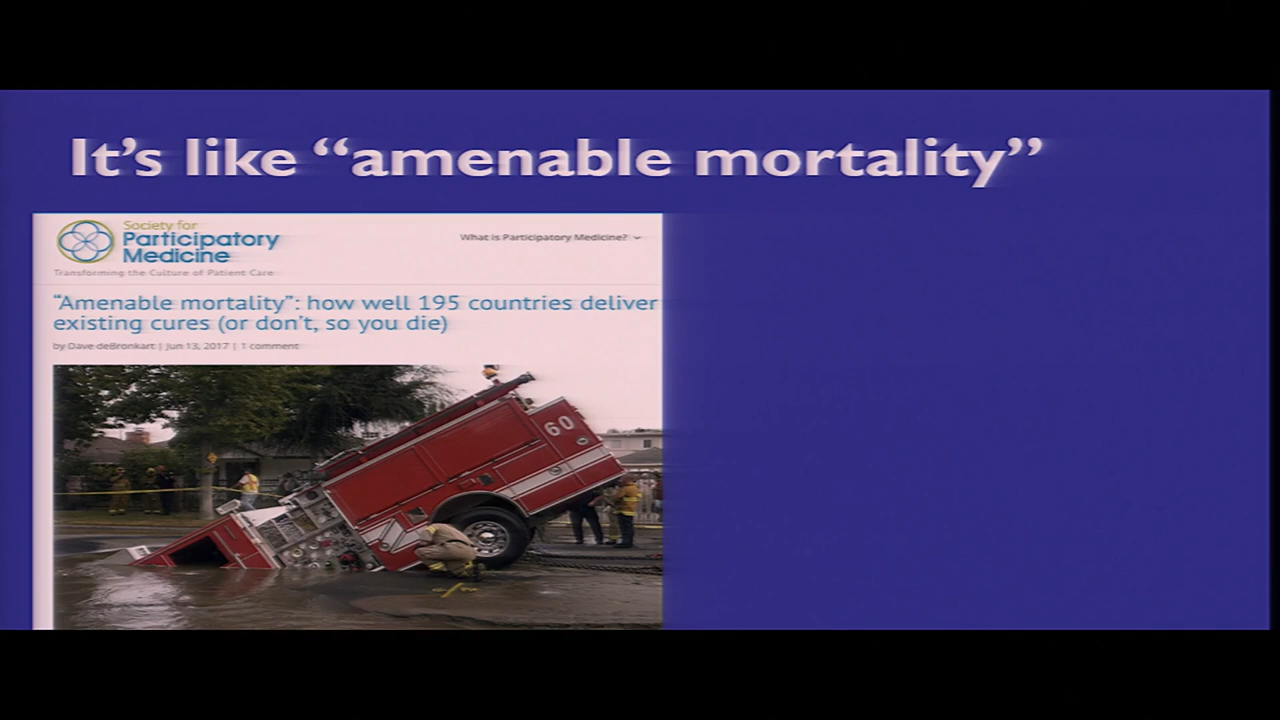 It's like “amenable mortality”
Society for
Participatory
Medicine
Transforming the Culture of Patient Care
What is Participatory Medicine?
“Amenable mortality”: how well 195 countries deliver
existing cures (or don't, so you die)
by Dave deBronkart | Jun 13, 2017 | 1 comment
60